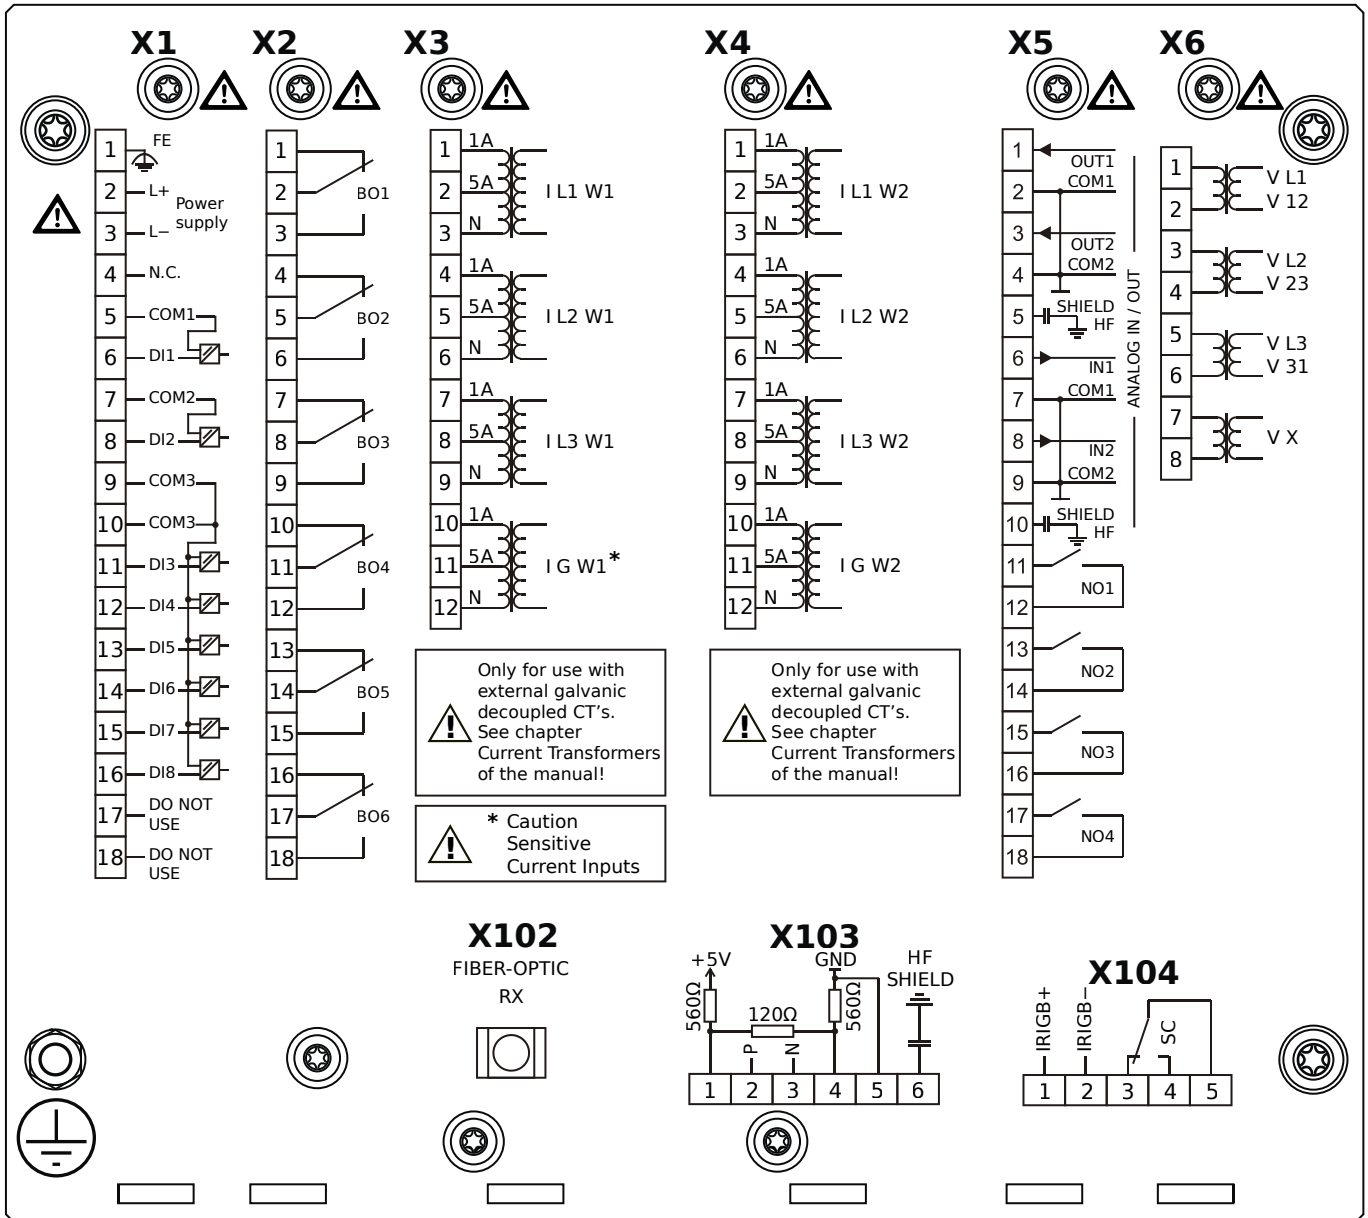 X1
X2
X3
X4
X5
X6
1
FE
2
L+
Power
supply
3
L−
4
N.C.
5
COM1
6
DI1
7
COM2
8
DI2
9
COM3
10
COM3
11
DI3
12
DI4
13
DI5
14
DI6
15
DI7
16
DI8
17
DO NOT
USE
18
DO NOT
USE
1
2
BO1
3
4
5
BO2
6
7
8
BO3
9
10
11
BO4
12
13
14
BO5
15
16
17
BO6
18
1
1A
2
5A
I L1 W1
3
N
4
1A
5
5A
I L2 W1
6
N
7
1A
8
5A
I L3 W1
9
N
10
1A
11
5A
I G W1*
12
N
Only for use with
external galvanic
decoupled CT's.
See chapter
Current Transformers
of the manual!
* Caution
Sensitive
Current Inputs
1
1A
2
5A
I L1 W2
3
N
4
1A
5
5A
I L2 W2
6
N
7
1A
8
5A
I L3 W2
9
N
10
1A
11
5A
I G W2
12
N
Only for use with
external galvanic
decoupled CT's.
See chapter
Current Transformers
of the manual!
1
OUT1
2
COM1
3
OUT2
4
COM2
5
SHIELD
HF
6
IN1
7
COM1
8
IN2
9
COM2
10
SHIELD
HF
ANALOG IN / OUT
11
NO1
12
13
NO2
14
15
NO3
16
17
NO4
18
1
V L1
2
V 12
3
V L2
4
V 23
5
V L3
6
V 31
7
V X
8
X102
FIBER-OPTIC
RX
X103
+5V
GND
HF
SHIELD
560Ω
120Ω
560Ω
P
N
1
2
3
4
5
6
X104
IRIGB+
IRIGB−
SC
1
2
3
4
5